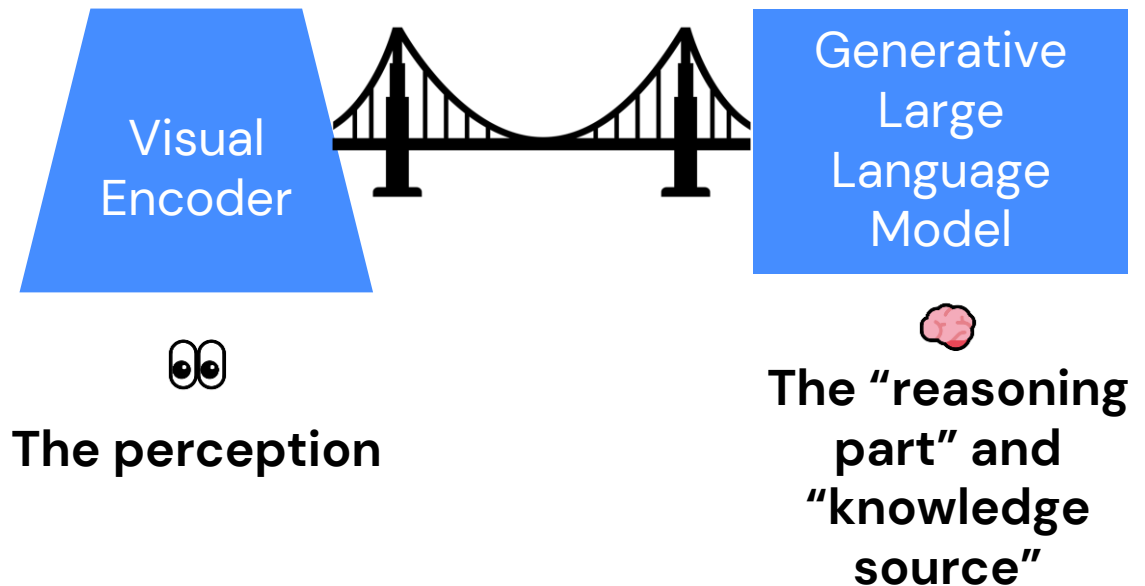 Visual
Encoder
Generative
Large
Language
Model
The perception
The “reasoning
part” and
“knowledge
source”